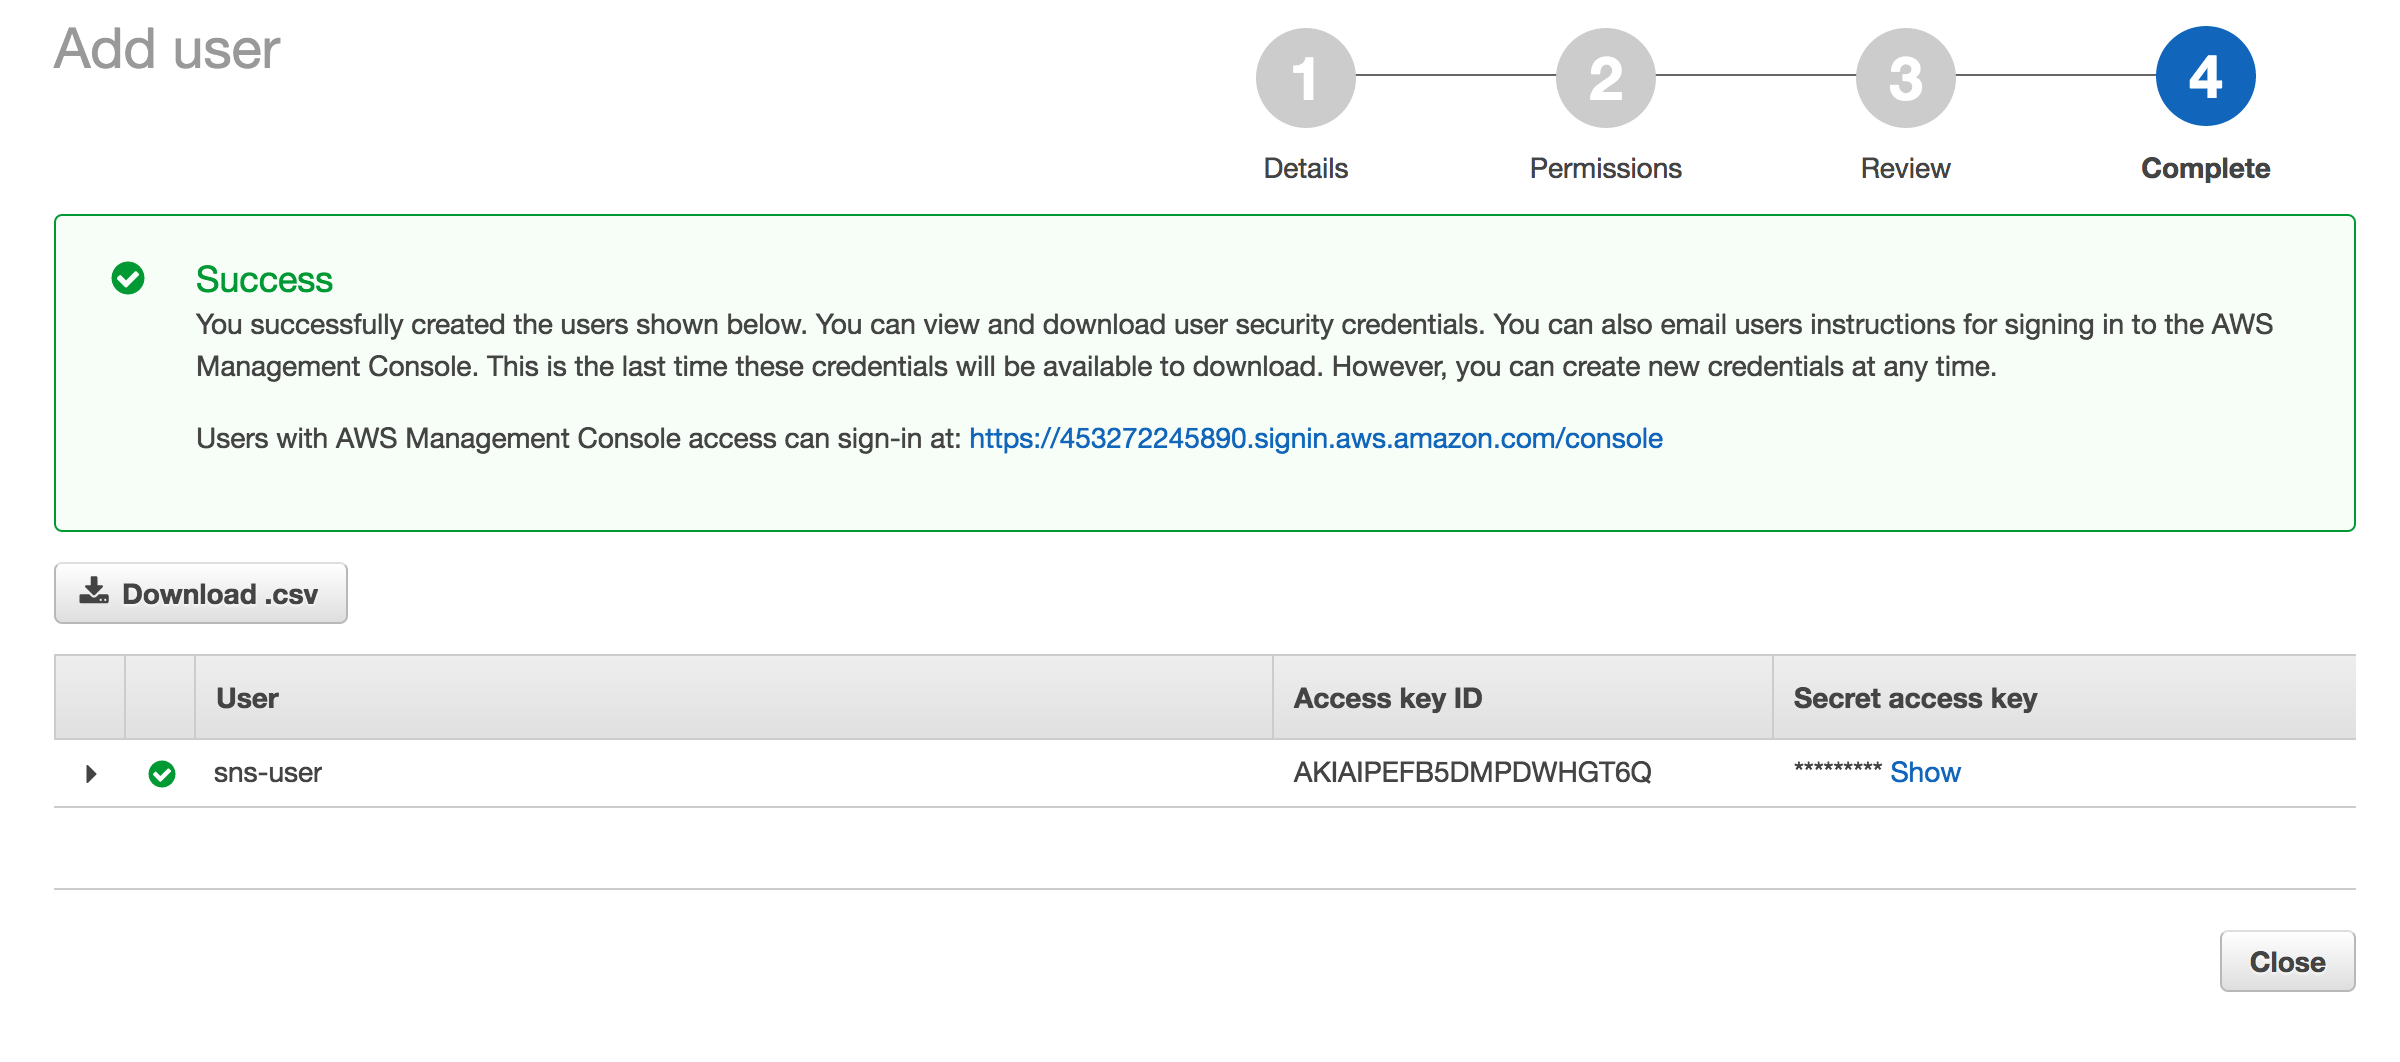 Add user
1
2
3
4
Details
Permissions
Review
Complete
Success
You successfully created the users shown below. You can view and download user security credentials. You can also email users instructions for signing in to the AWS
Management Console. This is the last time these credentials will be available to download. However, you can create new credentials at any time.
Users with AWS Management Console access can sign-in at: https://453272245890.signin.aws.amazon.com/console
Download .csv
User
Access key ID
Secret access key
sns-user
AKIAIPEFB5DMPDWHGT6Q
********* Show
Close